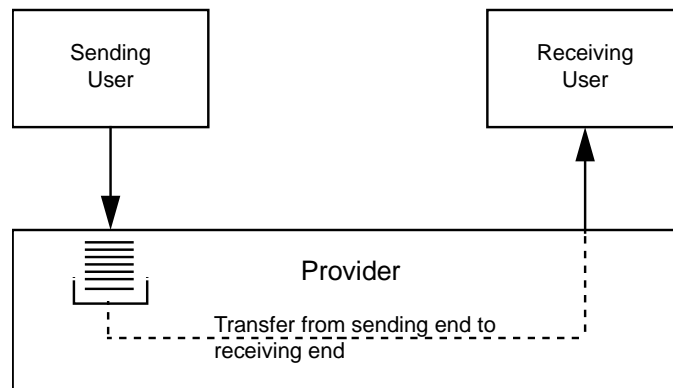 Sending
User
Receiving
User
Provider
Transfer from sending end to
receiving end